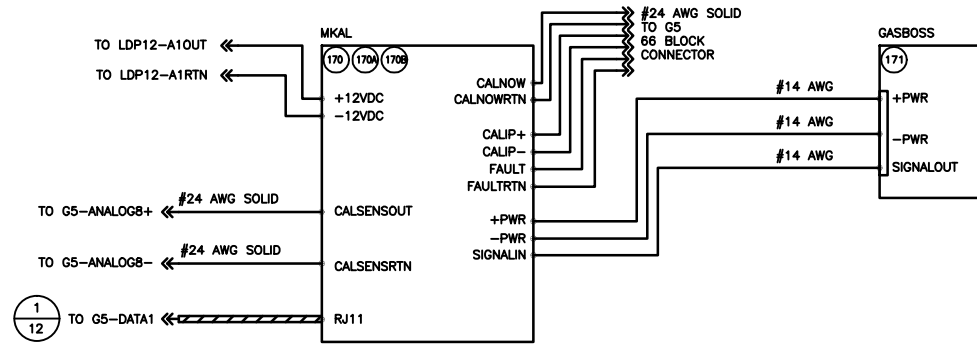 #24 AWG SOLID
TO G5
66 BLOCK
CONNECTOR
MKAL
GASBOSS
TO LDP12-A1OUT
170 170A 170B
171
TO LDP12-A1RTN
CALNOW
+12VDC
CALNOWRTN
#14 AWG
+PWR
-12VDC
CALIP+
#14 AWG
-PWR
CALIP-
FAULT
#14 AWG
SIGNALOUT
FAULTRTN
#24 AWG SOLID
TO G5-ANALOG8+
CALSENSOUT
+PWR
-PWR
#24 AWG SOLID
SIGNALIN
TO G5-ANALOG8-
CALSENSRTN
1
12
TO G5-DATA1
RJ11